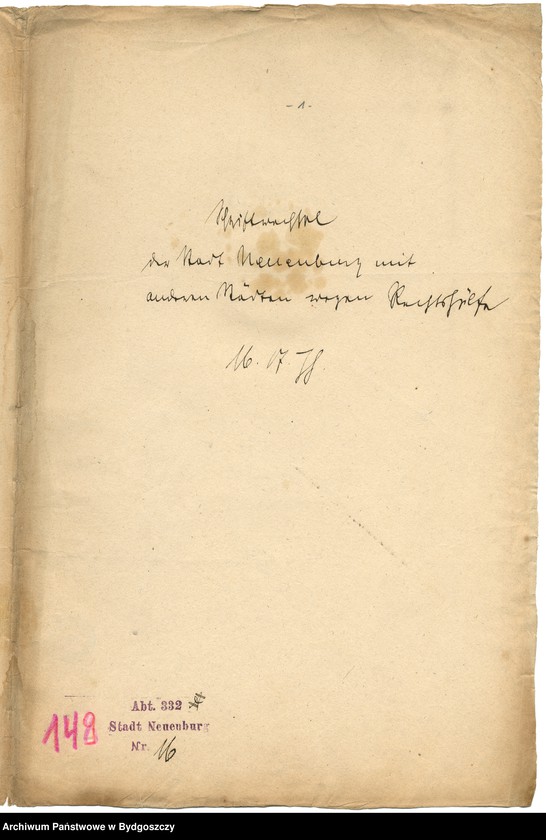 - 1 -
Schriftwechsel
der Stadt Neuenburg mit
anderen Städten wegen Rechtshülfe
16. 17. Jh.
148
Abt. 332
Stadt Neuenburg
Nr. 16
Archiwum Państwowe w Bydgoszczy